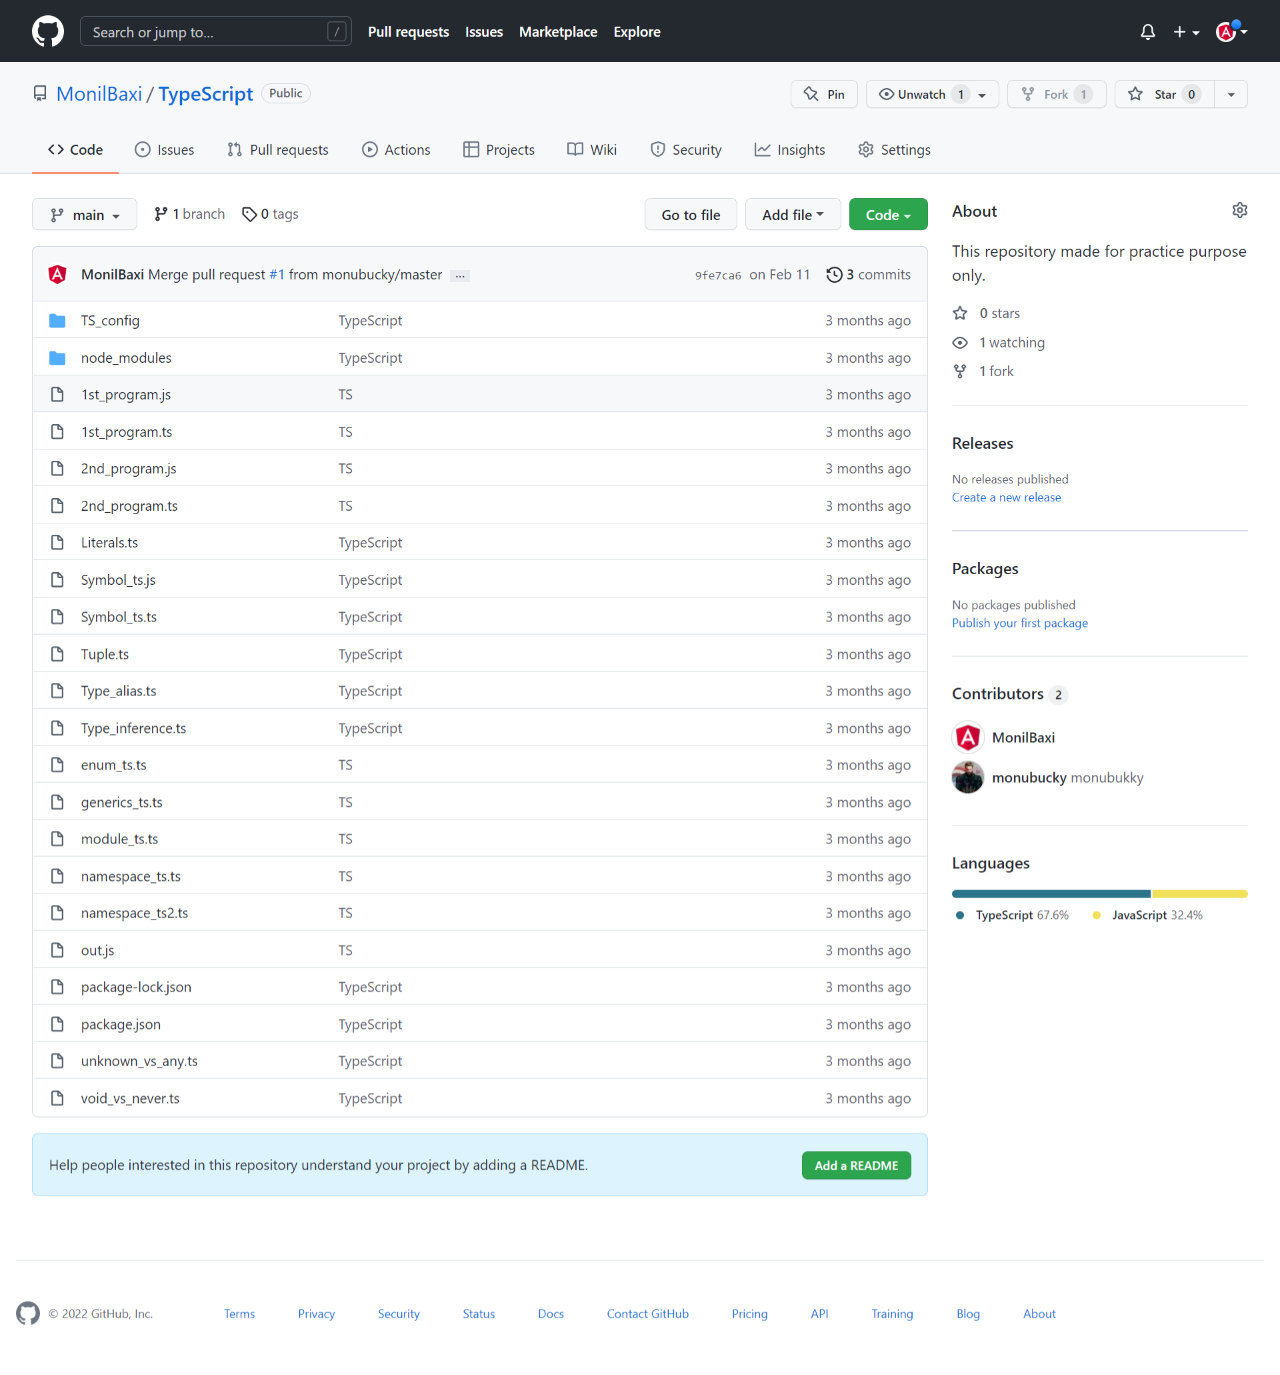 Search or jump to... / Pull requests Issues Marketplace Explore
MonilBaxi / TypeScript Public Pin Unwatch 1 Fork 1 Star 0
Code Issues Pull requests Actions Projects Wiki Security Insights Settings
main 1 branch 0 tags Go to file Add file Code
MonilBaxi Merge pull request #1 from monubucky/master ... 9fe7ca6 on Feb 11 3 commits
TS_config TypeScript 3 months ago
node_modules TypeScript 3 months ago
1st_program.js TS 3 months ago
1st_program.ts TS 3 months ago
2nd_program.js TS 3 months ago
2nd_program.ts TS 3 months ago
Literals.ts TypeScript 3 months ago
Symbol_ts.js TypeScript 3 months ago
Symbol_ts.ts TypeScript 3 months ago
Tuple.ts TypeScript 3 months ago
Type_alias.ts TypeScript 3 months ago
Type_inference.ts TypeScript 3 months ago
enum_ts.ts TS 3 months ago
generics_ts.ts TS 3 months ago
module_ts.ts TS 3 months ago
namespace_ts.ts TS 3 months ago
namespace_ts2.ts TS 3 months ago
out.js TS 3 months ago
package-lock.json TypeScript 3 months ago
package.json TypeScript 3 months ago
unknown_vs_any.ts TypeScript 3 months ago
void_vs_never.ts TypeScript 3 months ago
Help people interested in this repository understand your project by adding a README. Add a README
About
This repository made for practice purpose
only.
0 stars
1 watching
1 fork
Releases
No releases published
Create a new release
Packages
No packages published
Publish your first package
Contributors 2
MonilBaxi
monubucky monubukky
Languages
TypeScript 67.6% JavaScript 32.4%
© 2022 GitHub, Inc. Terms Privacy Security Status Docs Contact GitHub Pricing API Training Blog About